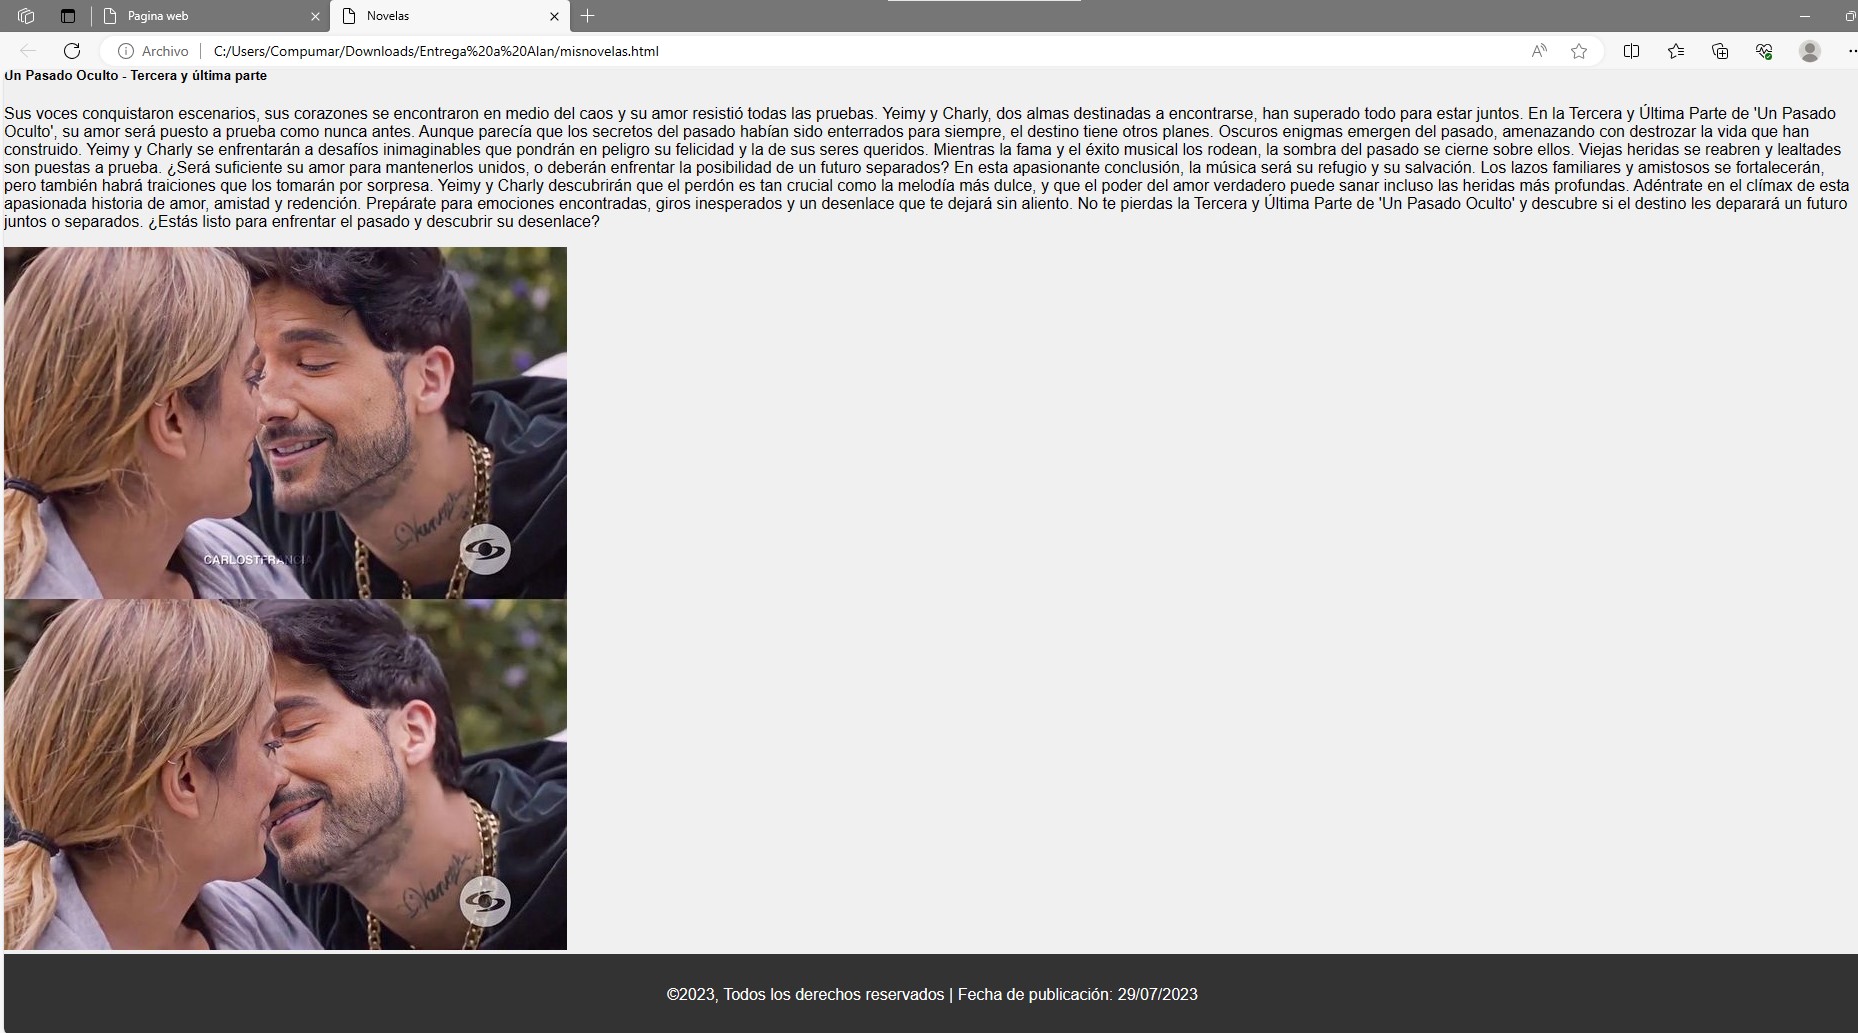 Pagina web
Novelas
Archivo
C:/Users/Compumar/Downloads/Entrega%20a%20Alan/misnovelas.html
Un Pasado Oculto - Tercera y última parte
Sus voces conquistaron escenarios, sus corazones se encontraron en medio del caos y su amor resistió todas las pruebas. Yeimy y Charly, dos almas destinadas a encontrarse, han superado todo para estar juntos. En la Tercera y Última Parte de 'Un Pasado
Oculto', su amor será puesto a prueba como nunca antes. Aunque parecía que los secretos del pasado habían sido enterrados para siempre, el destino tiene otros planes. Oscuros enigmas emergen del pasado, amenazando con destrozar la vida que han
construido. Yeimy y Charly se enfrentarán a desafíos inimaginables que pondrán en peligro su felicidad y la de sus seres queridos. Mientras la fama y el éxito musical los rodean, la sombra del pasado se cierne sobre ellos. Viejas heridas se reabren y lealtades
son puestas a prueba. ¿Será suficiente su amor para mantenerlos unidos, o deberán enfrentar la posibilidad de un futuro separados? En esta apasionante conclusión, la música será su refugio y su salvación. Los lazos familiares y amistosos se fortalecerán,
pero también habrá traiciones que los tomarán por sorpresa. Yeimy y Charly descubrirán que el perdón es tan crucial como la melodía más dulce, y que el poder del amor verdadero puede sanar incluso las heridas más profundas. Adéntrate en el clímax de esta
apasionada historia de amor, amistad y redención. Prepárate para emociones encontradas, giros inesperados y un desenlace que te dejará sin aliento. No te pierdas la Tercera y Última Parte de 'Un Pasado Oculto' y descubre si el destino les deparará un futuro
juntos o separados. ¿Estás listo para enfrentar el pasado y descubrir su desenlace?
CARLOSTFRANCIA
©2023, Todos los derechos reservados | Fecha de publicación: 29/07/2023